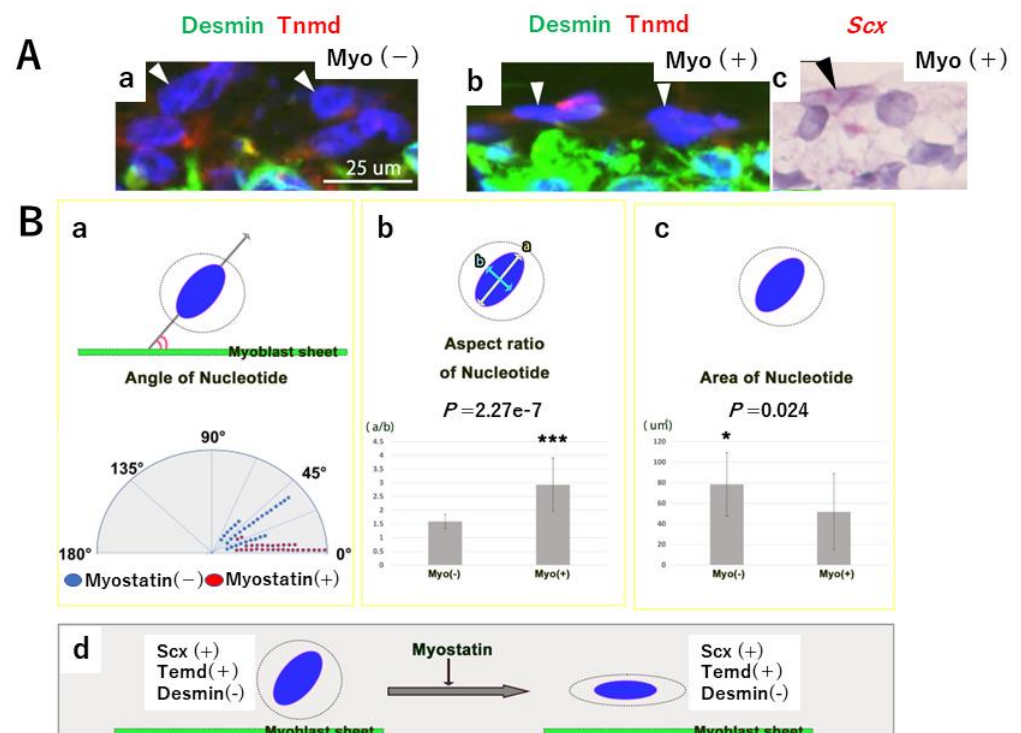 Desmin Tnmd
Desmin Tnmd
Scx
A
a
Myo (−)
25 um
b
Myo (+)
c
Myo (+)
B
a
Myoblast sheet
Angle of Nucleotide
90°
135°
45°
180°
0°
Myostatin(−) Myostatin(+)
b
a
b
Aspect ratio
of Nucleotide
P =2.27e-7
(a/b)
4.5
4
3.5
3
2.5
2
1.5
1
0.5
0
***
Myo(-) Myo(+)
c
Area of Nucleotide
P =0.024
(um²)
120
100
80
60
40
20
0
*
Myo(-) Myo(+)
d
Scx (+)
Temd(+)
Desmin(-)
Myostatin
Scx (+)
Temd(+)
Desmin(-)
Myoblast sheet
Myoblast sheet